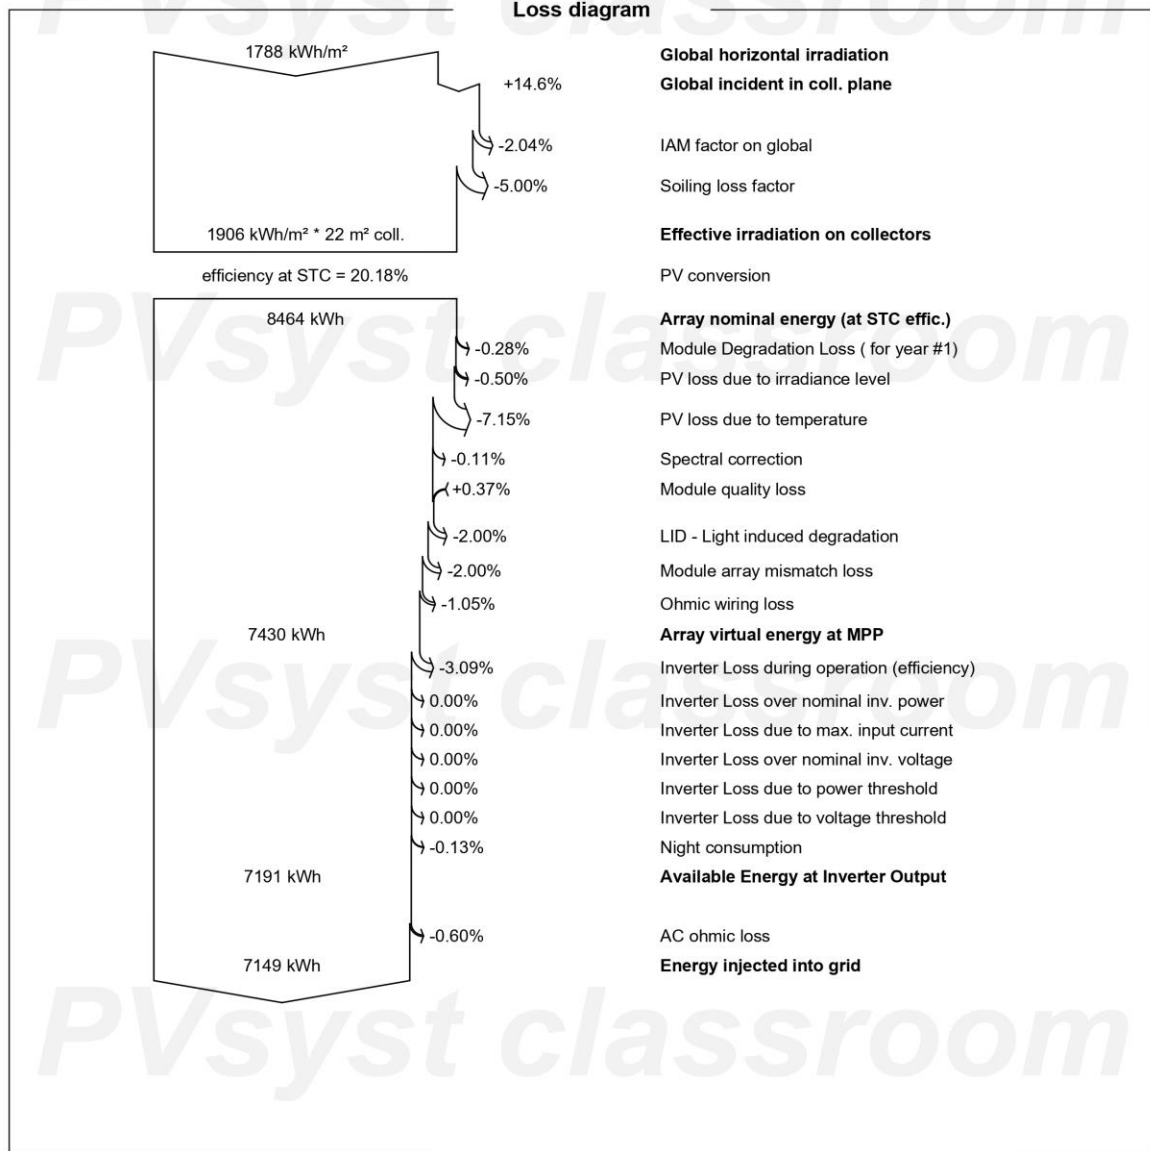 Loss diagram
1788 kWh/m² Global horizontal irradiation
+14.6% Global incident in coll. plane
-2.04% IAM factor on global
-5.00% Soiling loss factor
1906 kWh/m² * 22 m² coll. Effective irradiation on collectors
efficiency at STC = 20.18% PV conversion
8464 kWh Array nominal energy (at STC effic.)
-0.28% Module Degradation Loss ( for year #1)
PVsyst classroom
-0.50% PV loss due to irradiance level
-7.15% PV loss due to temperature
-0.11% Spectral correction
+0.37% Module quality loss
-2.00% LID - Light induced degradation
-2.00% Module array mismatch loss
-1.05% Ohmic wiring loss
7430 kWh Array virtual energy at MPP
-3.09% Inverter Loss during operation (efficiency)
PVsyst classroom
0.00% Inverter Loss over nominal inv. power
0.00% Inverter Loss due to max. input current
0.00% Inverter Loss over nominal inv. voltage
0.00% Inverter Loss due to power threshold
0.00% Inverter Loss due to voltage threshold
-0.13% Night consumption
7191 kWh Available Energy at Inverter Output
-0.60% AC ohmic loss
7149 kWh Energy injected into grid
PVsyst classroom